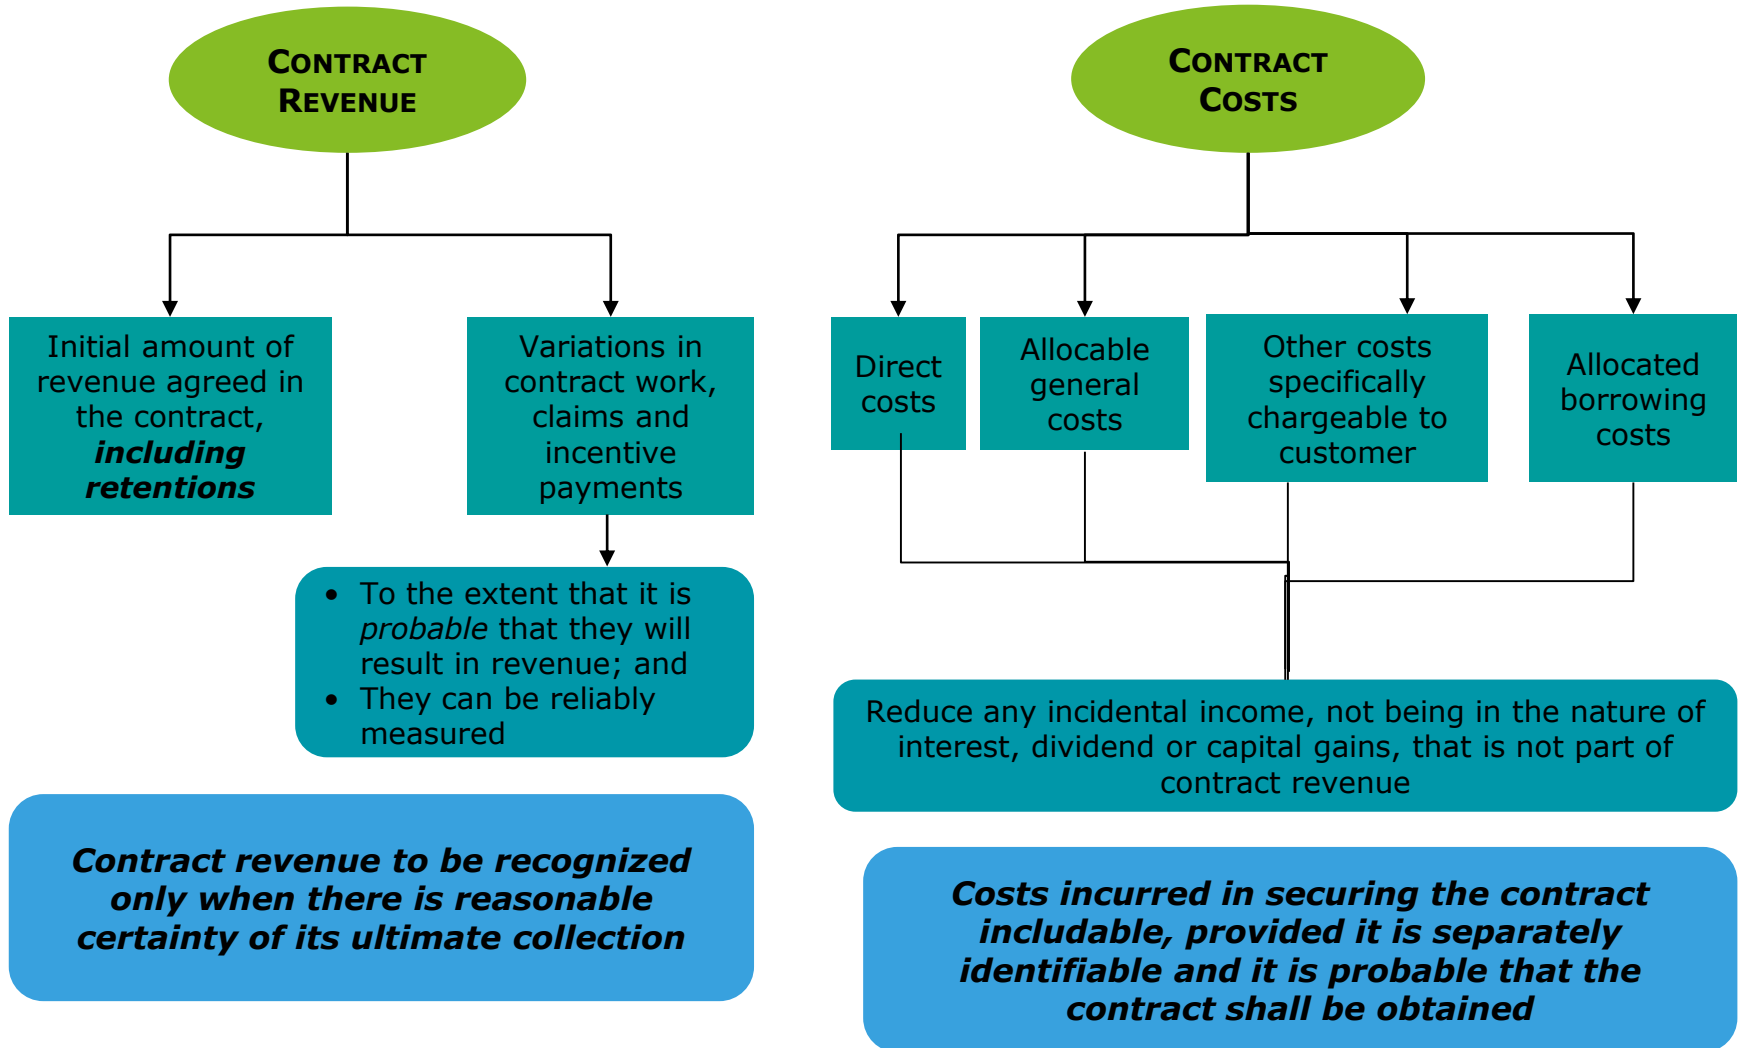 CONTRACT
REVENUE
Initial amount of
revenue agreed in
the contract,
including
retentions
Variations in
contract work,
claims and
incentive
payments
• To the extent that it is
probable that they will
result in revenue; and
• They can be reliably
measured
Contract revenue to be recognized
only when there is reasonable
certainty of its ultimate collection
CONTRACT
COSTS
Direct
costs
Allocable
general
costs
Other costs
specifically
chargeable to
customer
Allocated
borrowing
costs
Reduce any incidental income, not being in the nature of
interest, dividend or capital gains, that is not part of
contract revenue
Costs incurred in securing the contract
includable, provided it is separately
identifiable and it is probable that the
contract shall be obtained